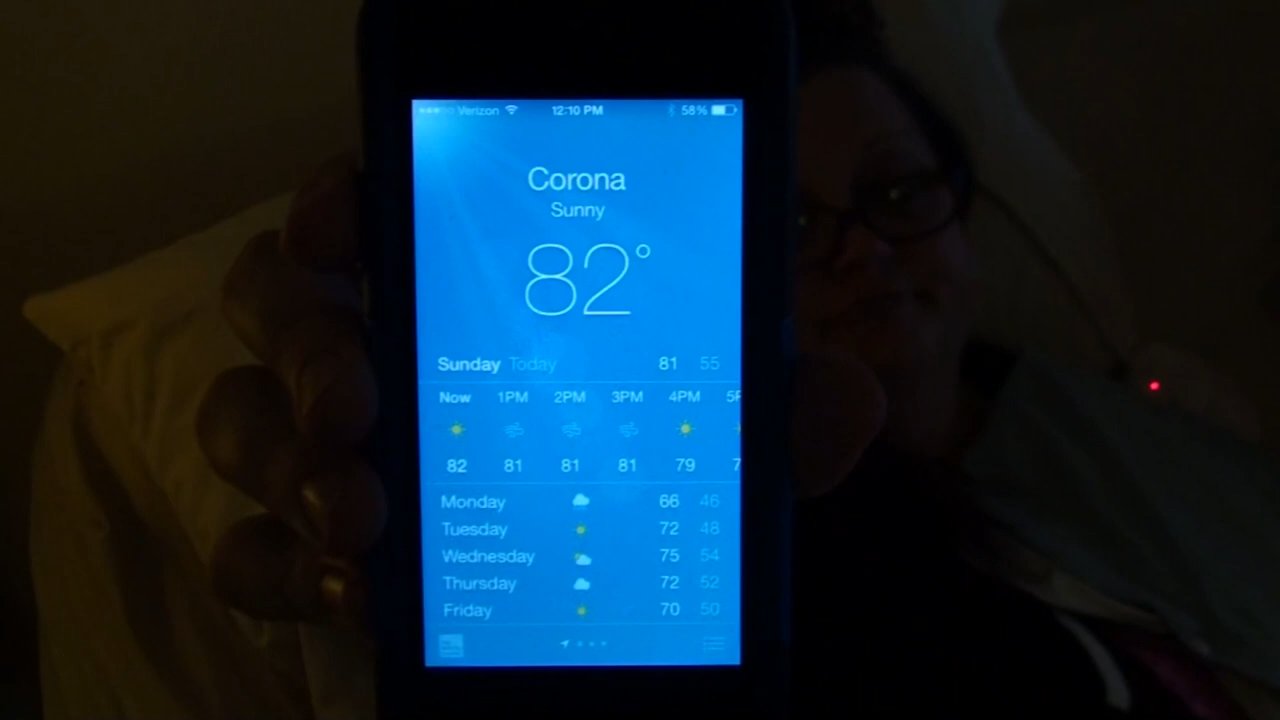 Verizon 12:10 PM 58%
Corona
Sunny
82°
Sunday Today 81 55
Now 1PM 2PM 3PM 4PM
82 81 81 81 79 7
Monday 66 46
Tuesday 72 48
Wednesday 75 54
Thursday 72 52
Friday 70 50